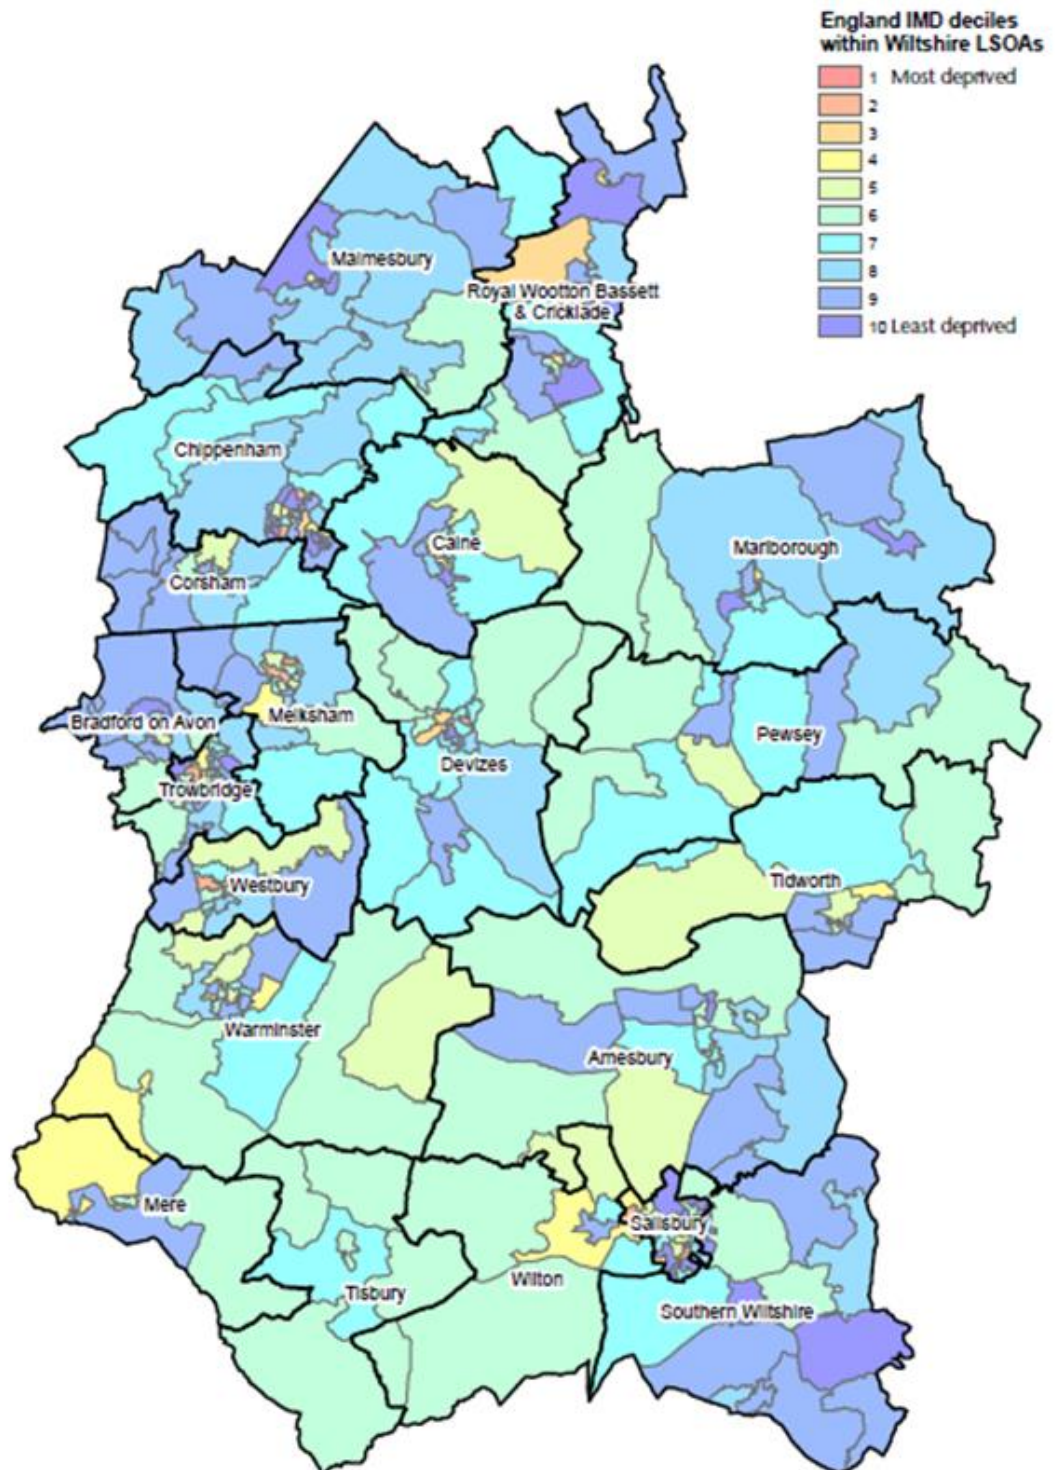 England IMD deciles
within Wiltshire LSOAs
1 Most deprived
2
3
4
5
6
7
8
9
10 Least deprived
Malmesbury
Royal Wootton Bassett
& Cricklade
Chippenham
Calne
Marlborough
Corsham
Bradford on Avon
Melksham
Pewsey
Devizes
Trowbridge
Westbury
Tidworth
Warminster
Amesbury
Mere
Salisbury
Wilton
Tisbury
Southern Wiltshire